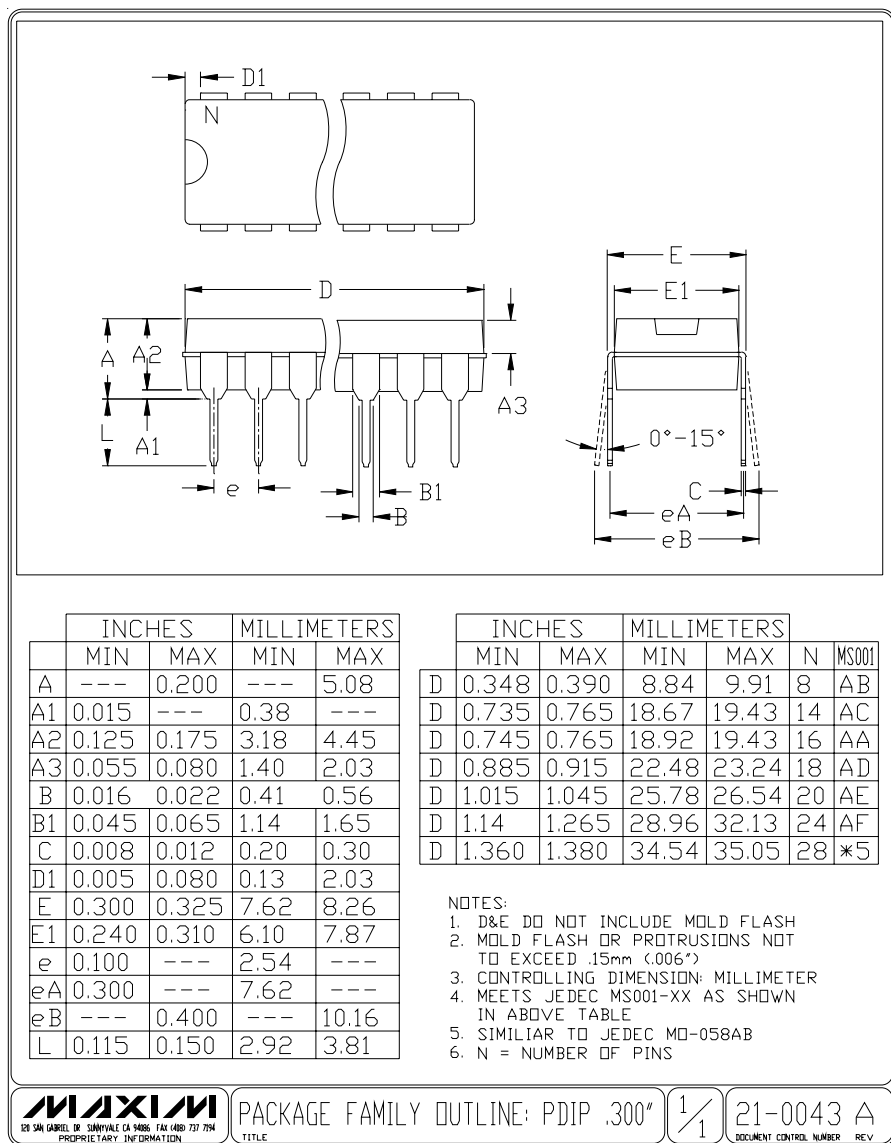 D1
N
D
E
E1
A
A2
A3
L
A1
0°-15°
e
B1
B
C
eA
eB
INCHES MILLIMETERS
MIN MAX MIN MAX
A --- 0.200 --- 5.08
A1 0.015 --- 0.38 ---
A2 0.125 0.175 3.18 4.45
A3 0.055 0.080 1.40 2.03
B 0.016 0.022 0.41 0.56
B1 0.045 0.065 1.14 1.65
C 0.008 0.012 0.20 0.30
D1 0.005 0.080 0.13 2.03
E 0.300 0.325 7.62 8.26
E1 0.240 0.310 6.10 7.87
e 0.100 --- 2.54 ---
eA 0.300 --- 7.62 ---
eB --- 0.400 --- 10.16
L 0.115 0.150 2.92 3.81
INCHES MILLIMETERS
MIN MAX MIN MAX N MS001
D 0.348 0.390 8.84 9.91 8 AB
D 0.735 0.765 18.67 19.43 14 AC
D 0.745 0.765 18.92 19.43 16 AA
D 0.885 0.915 22.48 23.24 18 AD
D 1.015 1.045 25.78 26.54 20 AE
D 1.14 1.265 28.96 32.13 24 AF
D 1.360 1.380 34.54 35.05 28 *5
NOTES:
1. D&E DO NOT INCLUDE MOLD FLASH
2. MOLD FLASH OR PROTRUSIONS NOT
TO EXCEED .15mm (.006")
3. CONTROLLING DIMENSION: MILLIMETER
4. MEETS JEDEC MS001-XX AS SHOWN
IN ABOVE TABLE
5. SIMILIAR TO JEDEC MO-058AB
6. N = NUMBER OF PINS
MAXIM
120 SAN GABRIEL DR SUNNYVALE CA 94086 FAX (408) 737 7194
PROPRIETARY INFORMATION
PACKAGE FAMILY OUTLINE: PDIP .300"
TITLE
1/1
21-0043 A
DOCUMENT CONTROL NUMBER REV